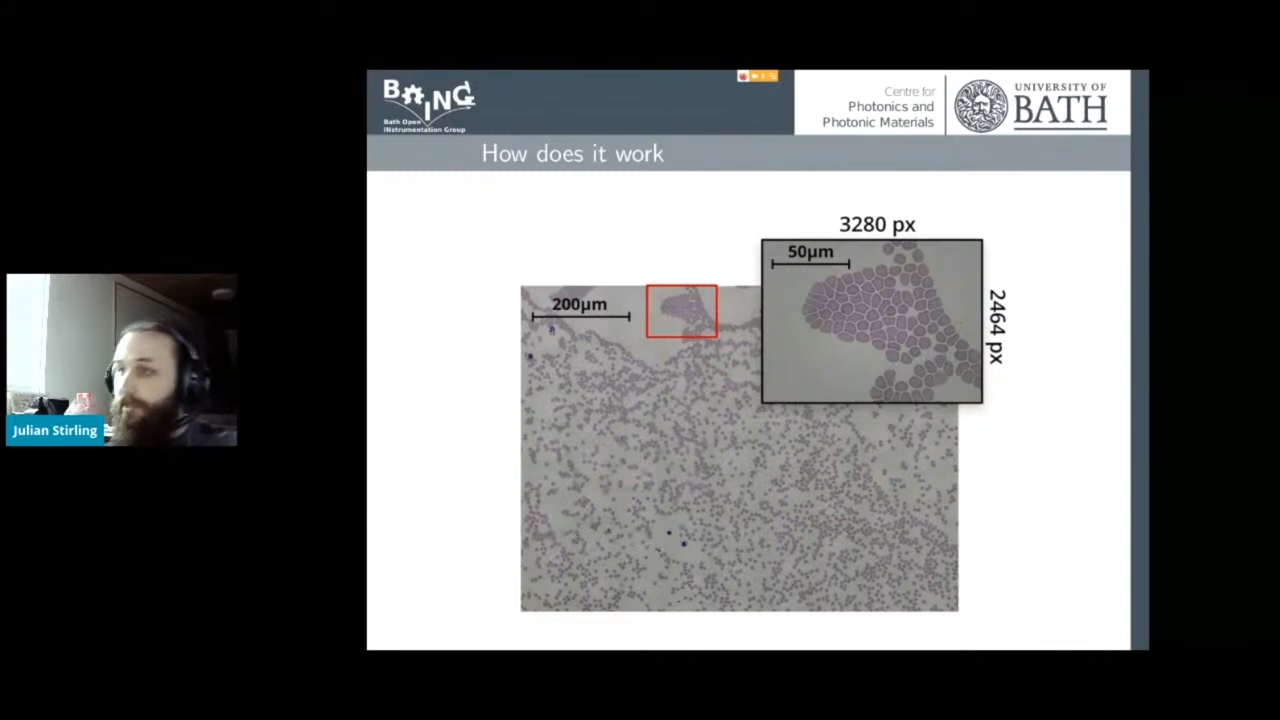 BOING
Bath Open
INstrumentation Group
Centre for
Photonics and
Photonic Materials
UNIVERSITY OF
BATH
How does it work
3280 px
50μm
2464 px
200μm
Julian Stirling